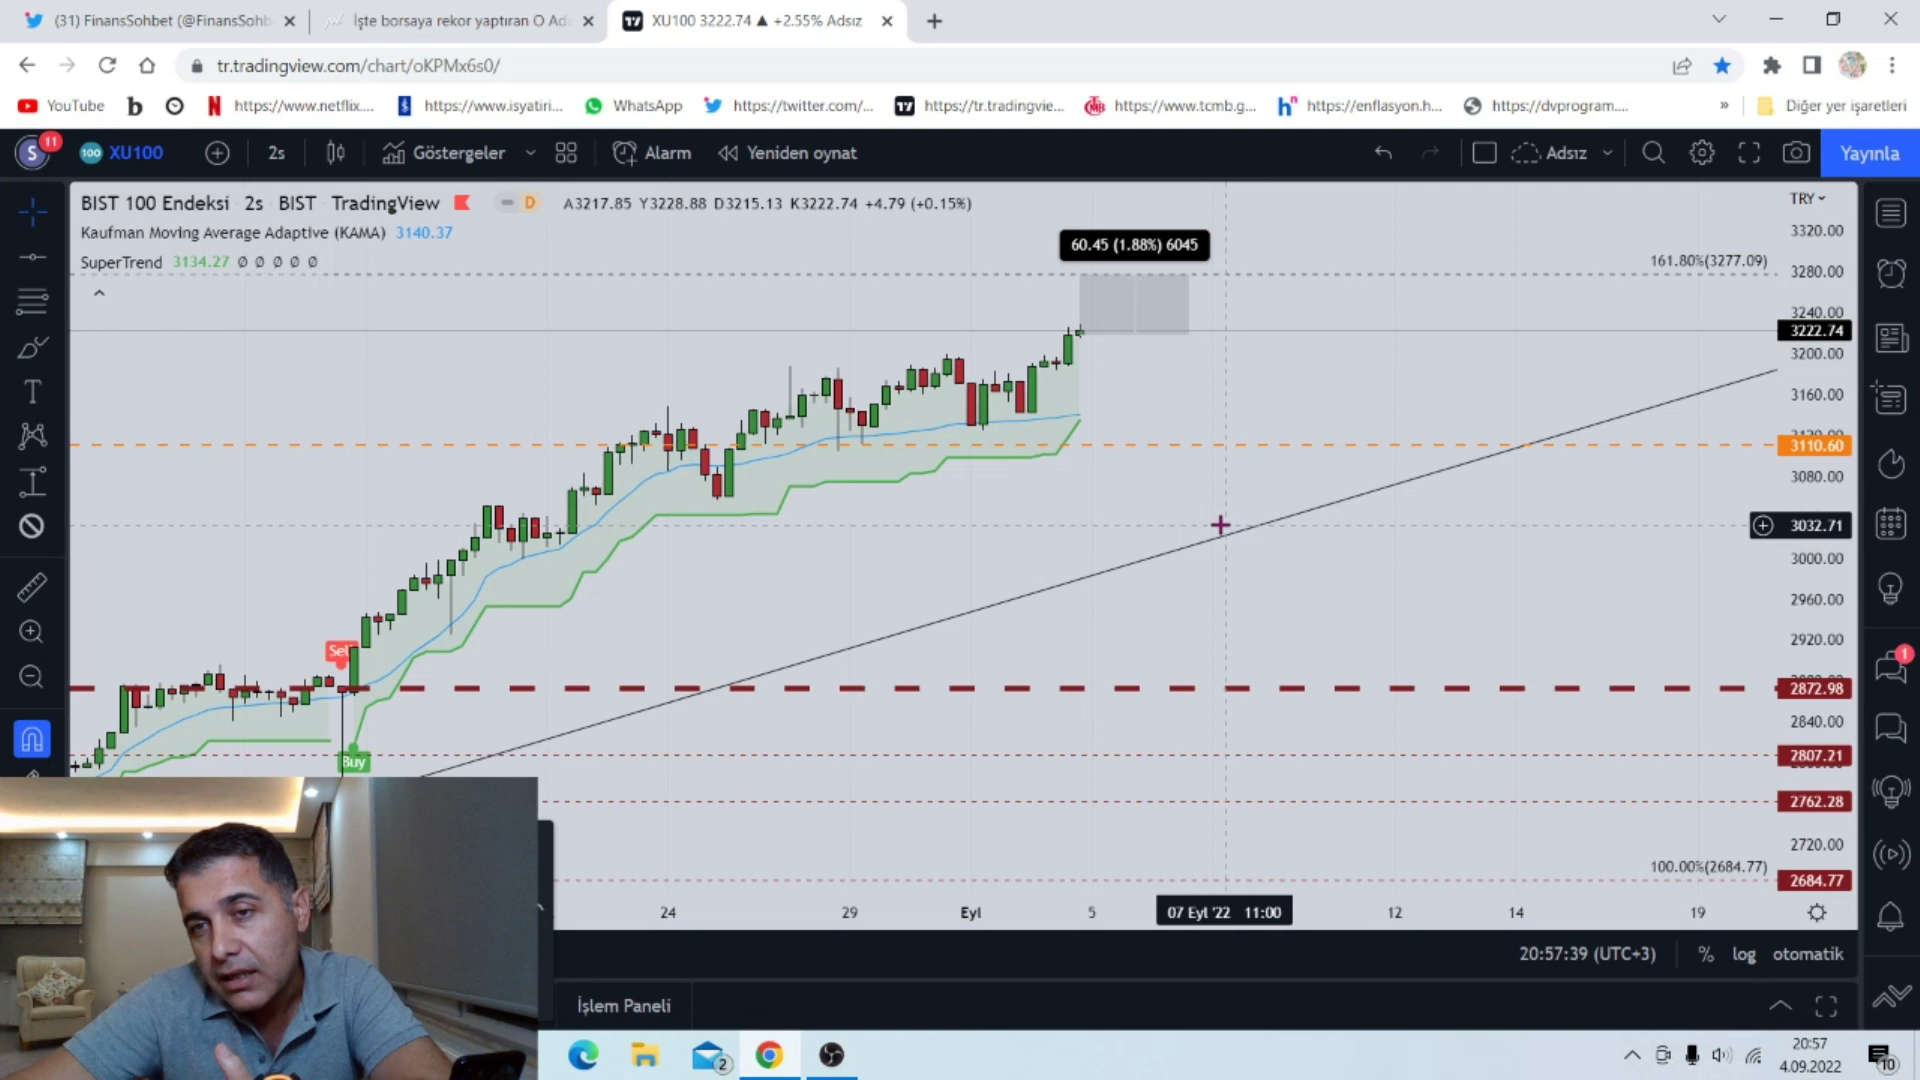 (31) FinansSohbet (@FinansSohb
İşte borsaya rekor yaptıran O Ad
XU100 3222.74 ▲ +2.55% Adsız
tr.tradingview.com/chart/oKPMx6s0/
YouTube
https://www.netflix....
https://www.isyatiri...
WhatsApp
https://twitter.com/...
https://tr.tradingvie...
https://www.tcmb.g...
https://enflasyon.h...
https://dvprogram....
»
Diğer yer işaretleri
S
11
100
XU100
2s
Göstergeler
Alarm
Yeniden oynat
Adsız
Yayınla
BIST 100 Endeksi · 2s · BIST · TradingView
D
A3217.85 Y3228.88 D3215.13 K3222.74 +4.79 (+0.15%)
Kaufman Moving Average Adaptive (KAMA) 3140.37
SuperTrend 3134.27 Ø Ø Ø Ø Ø
60.45 (1.88%) 6045
TRY
3320.00
161.80%(3277.09)
3280.00
3240.00
3222.74
3200.00
3160.00
3110.60
3080.00
3032.71
3000.00
2960.00
2920.00
Sell
2872.98
2840.00
Buy
2807.21
2762.28
2720.00
100.00%(2684.77)
2684.77
1
24
29
Eyl
5
07 Eyl '22 11:00
12
14
19
20:57:39 (UTC+3)
%
log
otomatik
İşlem Paneli
2
20:57
4.09.2022
10